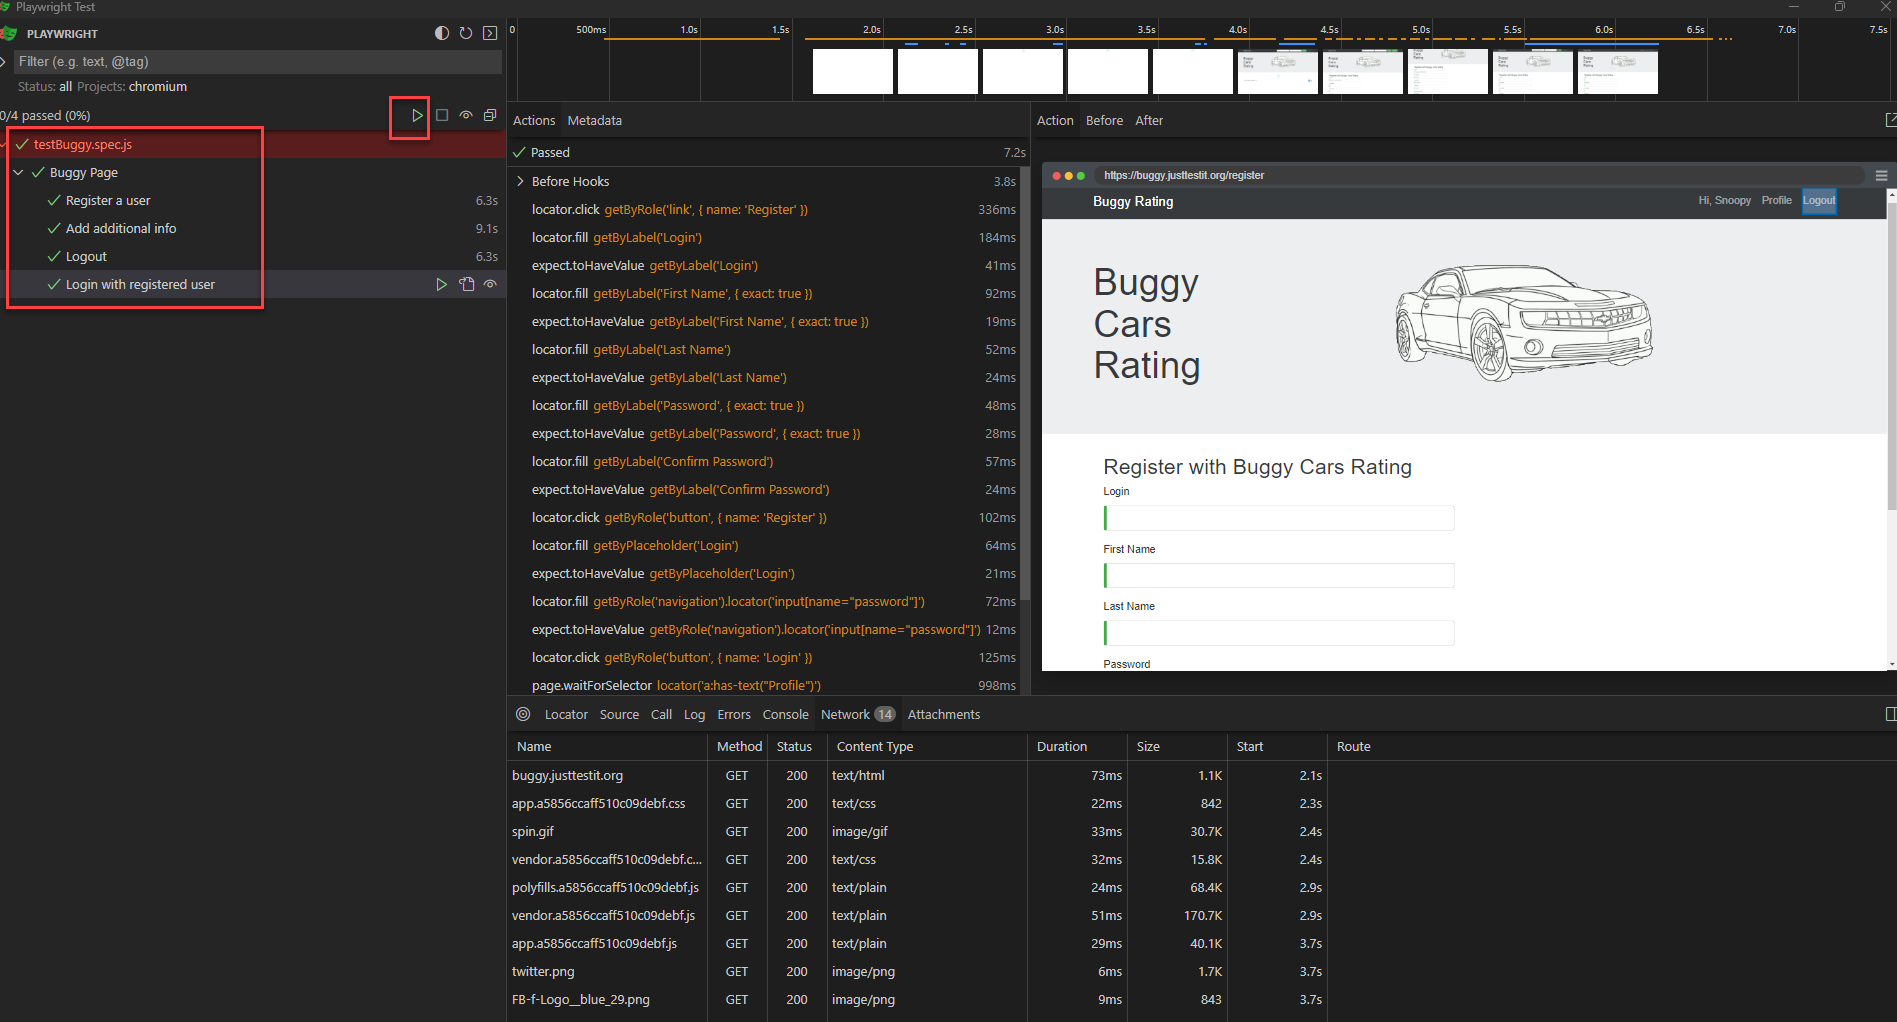 Playwright Test
PLAYWRIGHT
Filter (e.g. text, @tag)
Status: all Projects: chromium
0/4 passed (0%)
testBuggy.spec.js
Buggy Page
Register a user 6.3s
Add additional info 9.1s
Logout 6.3s
Login with registered user
0 500ms 1.0s 1.5s 2.0s 2.5s 3.0s 3.5s 4.0s 4.5s 5.0s 5.5s 6.0s 6.5s 7.0s 7.5s
Actions Metadata
Passed 7.2s
Before Hooks 3.8s
locator.click getByRole('link', { name: 'Register' }) 336ms
locator.fill getByLabel('Login') 184ms
expect.toHaveValue getByLabel('Login') 41ms
locator.fill getByLabel('First Name', { exact: true }) 92ms
expect.toHaveValue getByLabel('First Name', { exact: true }) 19ms
locator.fill getByLabel('Last Name') 52ms
expect.toHaveValue getByLabel('Last Name') 24ms
locator.fill getByLabel('Password', { exact: true }) 48ms
expect.toHaveValue getByLabel('Password', { exact: true }) 28ms
locator.fill getByLabel('Confirm Password') 57ms
expect.toHaveValue getByLabel('Confirm Password') 24ms
locator.click getByRole('button', { name: 'Register' }) 102ms
locator.fill getByPlaceholder('Login') 64ms
expect.toHaveValue getByPlaceholder('Login') 21ms
locator.fill getByRole('navigation').locator('input[name="password"]') 72ms
expect.toHaveValue getByRole('navigation').locator('input[name="password"]') 12ms
locator.click getByRole('button', { name: 'Login' }) 125ms
page.waitForSelector locator('a:has-text("Profile")') 998ms
Action Before After
https://buggy.justtestit.org/register
Buggy Rating Hi, Snoopy Profile Logout
Buggy
Cars
Rating
Register with Buggy Cars Rating
Login
First Name
Last Name
Password
Locator Source Call Log Errors Console Network 14 Attachments
Name Method Status Content Type Duration Size Start Route
buggy.justtestit.org GET 200 text/html 73ms 1.1K 2.1s
app.a5856ccaff510c09debf.css GET 200 text/css 22ms 842 2.3s
spin.gif GET 200 image/gif 33ms 30.7K 2.4s
vendor.a5856ccaff510c09debf.c... GET 200 text/css 32ms 15.8K 2.4s
polyfills.a5856ccaff510c09debf.js GET 200 text/plain 24ms 68.4K 2.9s
vendor.a5856ccaff510c09debf.js GET 200 text/plain 51ms 170.7K 2.9s
app.a5856ccaff510c09debf.js GET 200 text/plain 29ms 40.1K 3.7s
twitter.png GET 200 image/png 6ms 1.7K 3.7s
FB-f-Logo__blue_29.png GET 200 image/png 9ms 843 3.7s